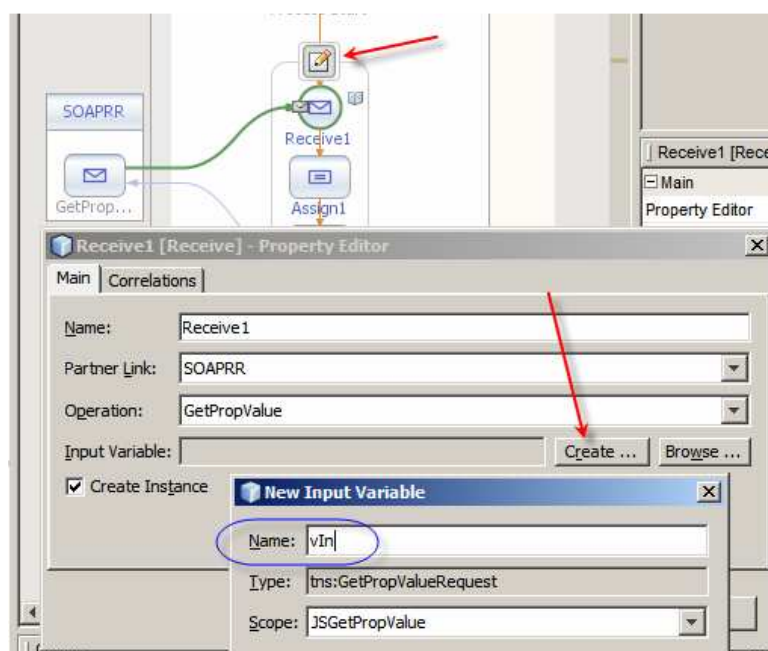 SOAPRR
Receive1
GetProp...
Assign1
Receive1 [Rece
Main
Property Editor
Receive1 [Receive] - Property Editor
Main
Correlations
Name: Receive1
Partner Link: SOAPRR
Operation: GetPropValue
Input Variable:
Create ...
Browse ...
Create Instance
New Input Variable
Name: vIn
Type: tns:GetPropValueRequest
Scope: JSGetPropValue